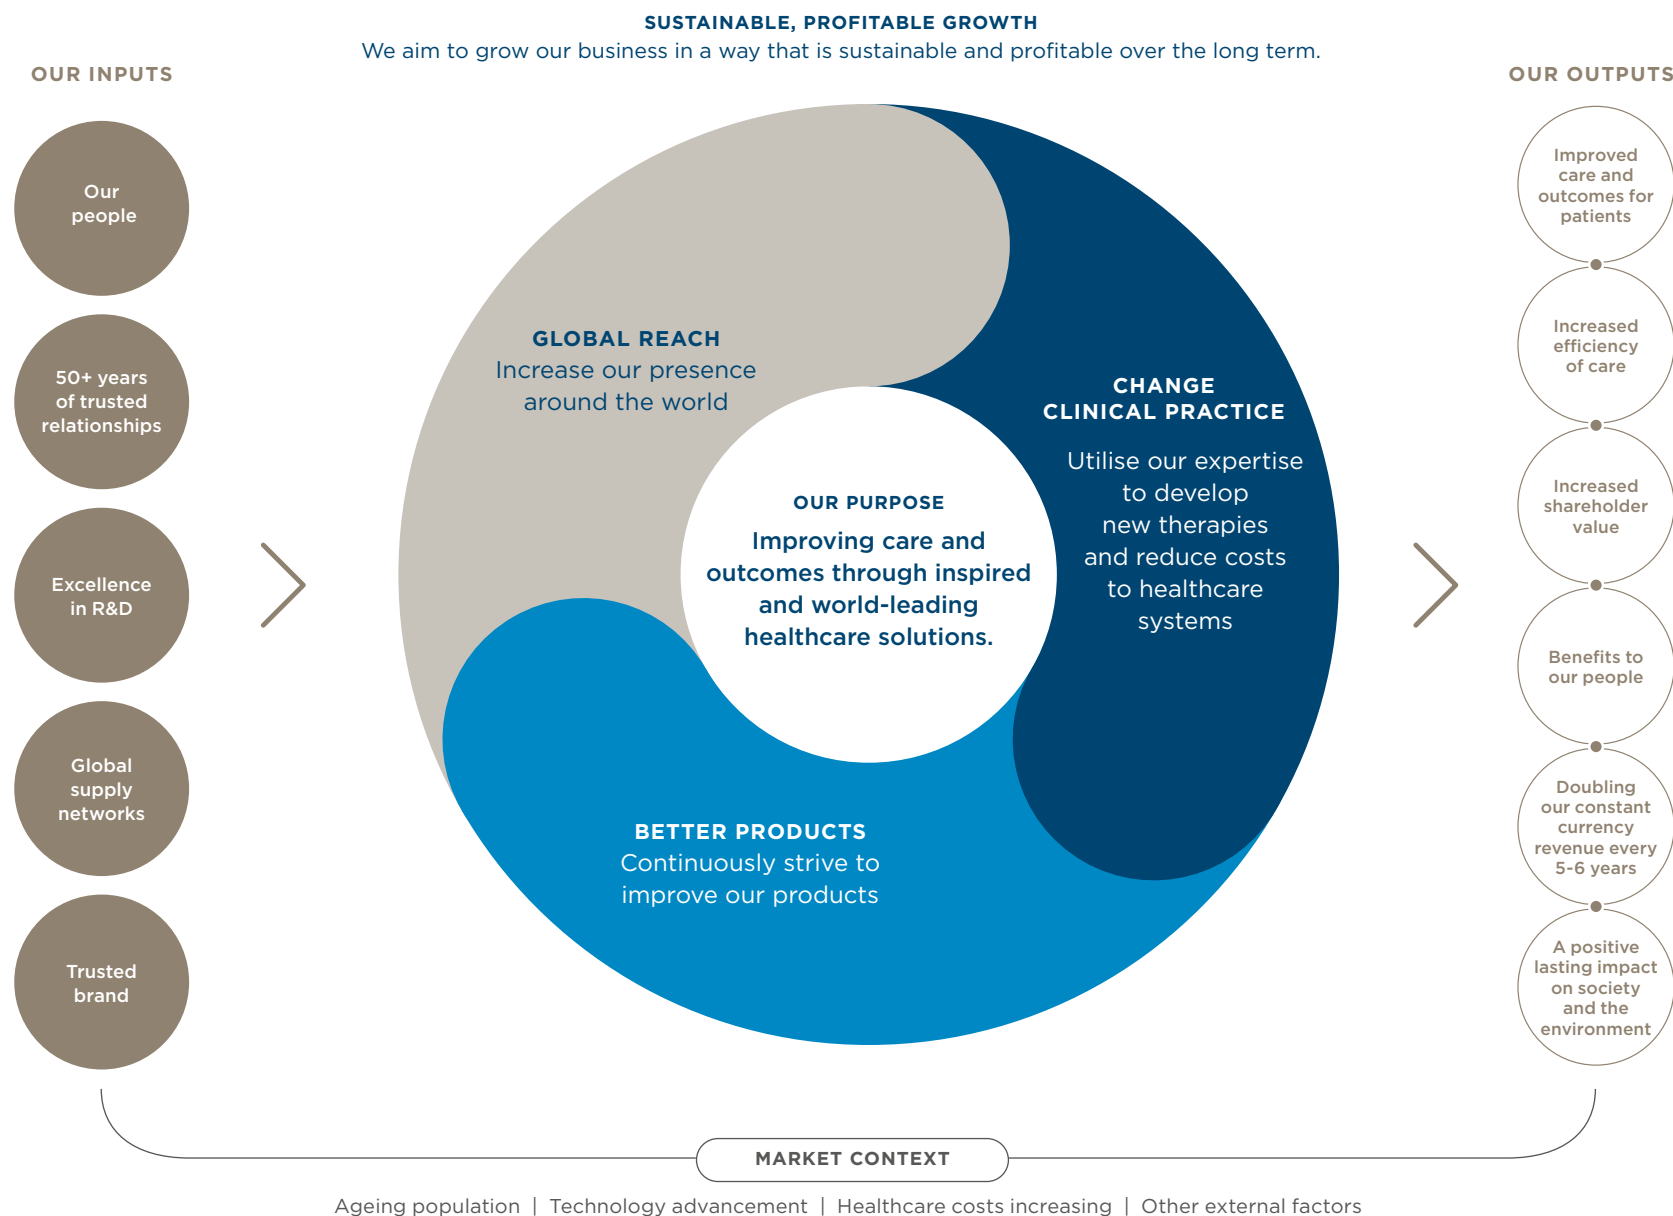 SUSTAINABLE, PROFITABLE GROWTH
We aim to grow our business in a way that is sustainable and profitable over the long term.
OUR INPUTS
Our
people
50+ years
of trusted
relationships
Excellence
in R&D
Global
supply
networks
Trusted
brand
GLOBAL REACH
Increase our presence
around the world
CHANGE
CLINICAL PRACTICE
Utilise our expertise
to develop
new therapies
and reduce costs
to healthcare
systems
OUR PURPOSE
Improving care and
outcomes through inspired
and world-leading
healthcare solutions.
BETTER PRODUCTS
Continuously strive to
improve our products
OUR OUTPUTS
Improved
care and
outcomes for
patients
Increased
efficiency
of care
Increased
shareholder
value
Benefits to
our people
Doubling
our constant
currency
revenue every
5-6 years
A positive
lasting impact
on society
and the
environment
MARKET CONTEXT
Ageing population | Technology advancement | Healthcare costs increasing | Other external factors